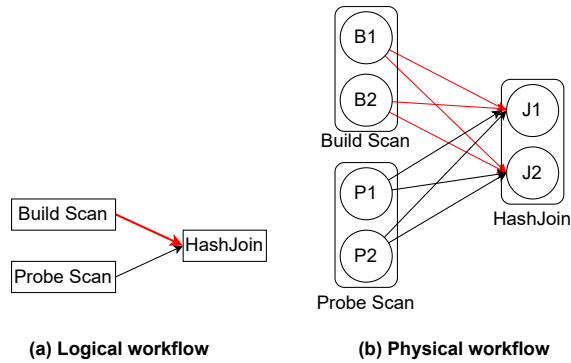 Build Scan
Probe Scan
HashJoin
(a) Logical workflow
B1
B2
Build Scan
P1
P2
Probe Scan
J1
J2
HashJoin
(b) Physical workflow